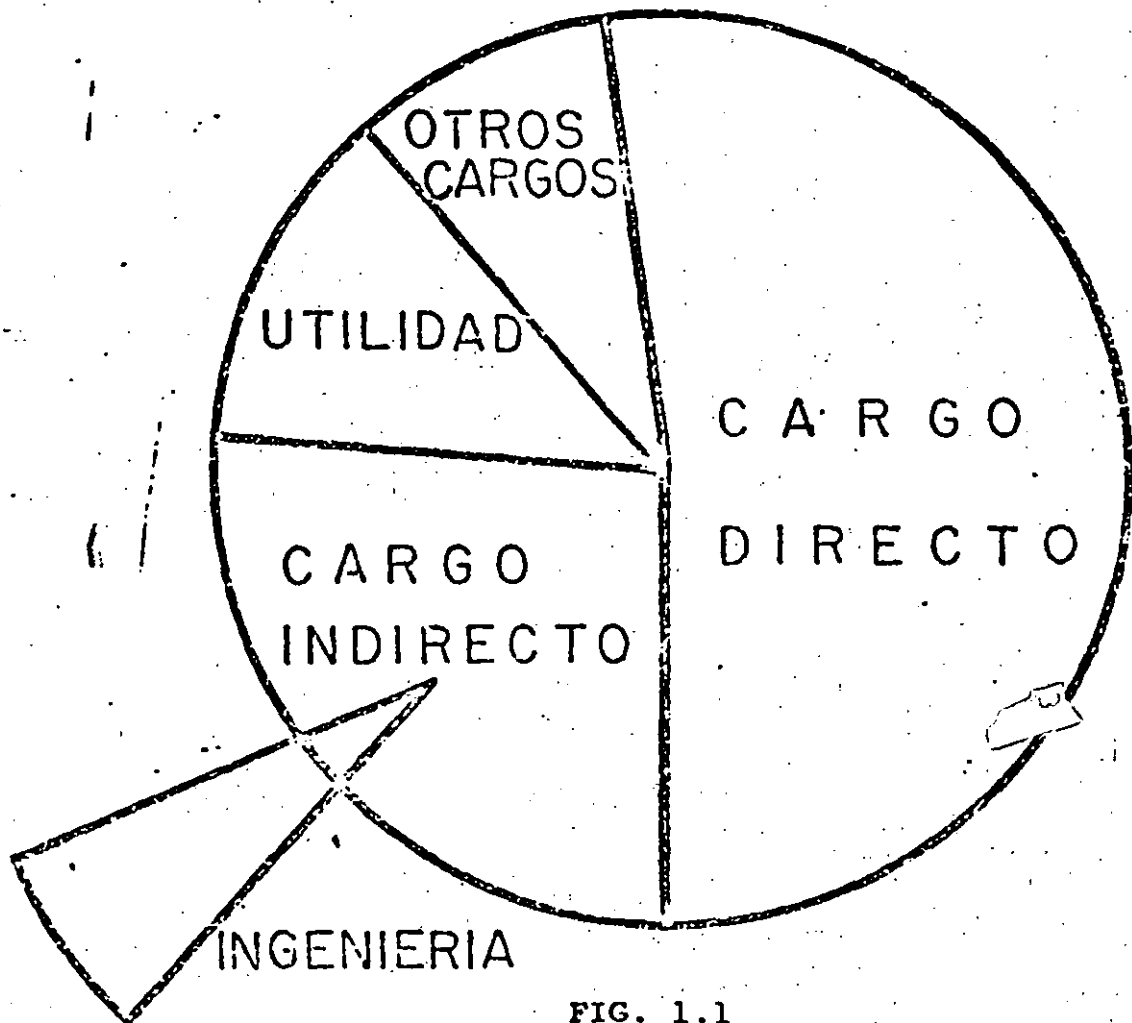 OTROS
CARGOS
UTILIDAD
CARGO
DIRECTO
CARGO
INDIRECTO
INGENIERIA
FIG. 1.1